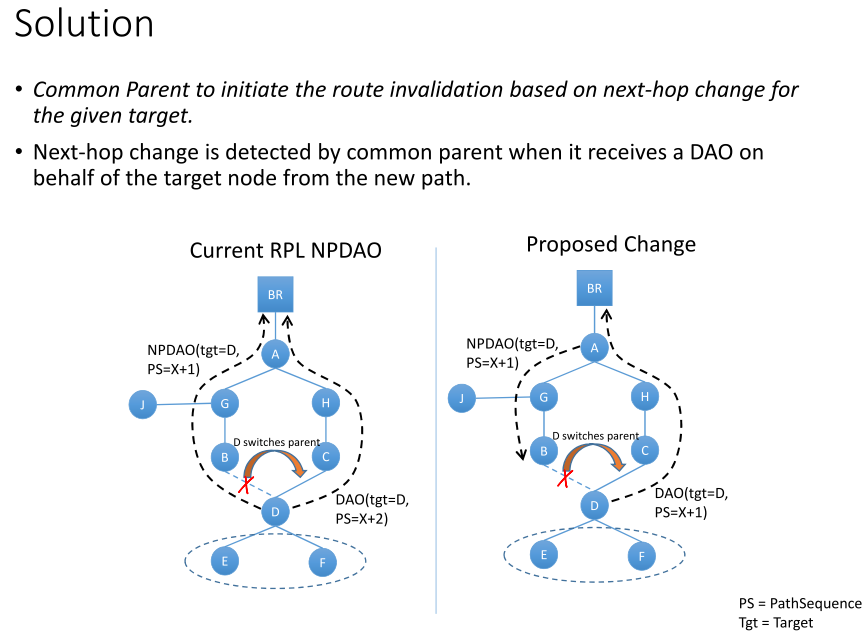 Solution
• Common Parent to initiate the route invalidation based on next-hop change for
the given target.
• Next-hop change is detected by common parent when it receives a DAO on
behalf of the target node from the new path.
Current RPL NPDAO
BR
NPDAO(tgt=D,
PS=X+1)
A
J
G
H
D switches parent
B
C
D
DAO(tgt=D,
PS=X+2)
E
F
Proposed Change
BR
NPDAO(tgt=D,
PS=X+1)
A
J
G
H
D switches parent
B
C
D
DAO(tgt=D,
PS=X+1)
E
F
PS = PathSequence
Tgt = Target